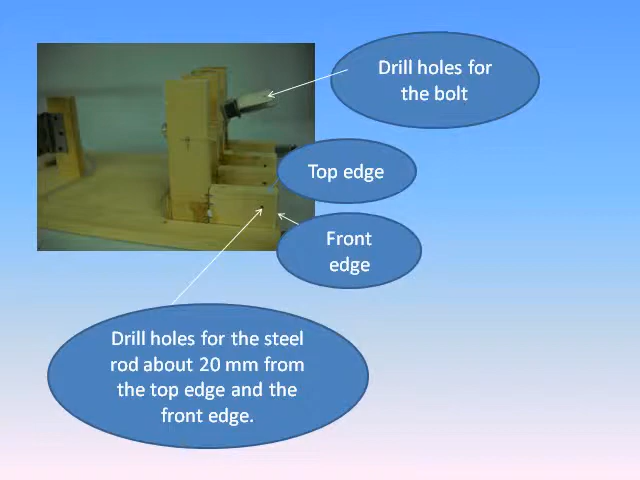 Drill holes for
the bolt
Top edge
Front
edge
Drill holes for the steel
rod about 20 mm from
the top edge and the
front edge.